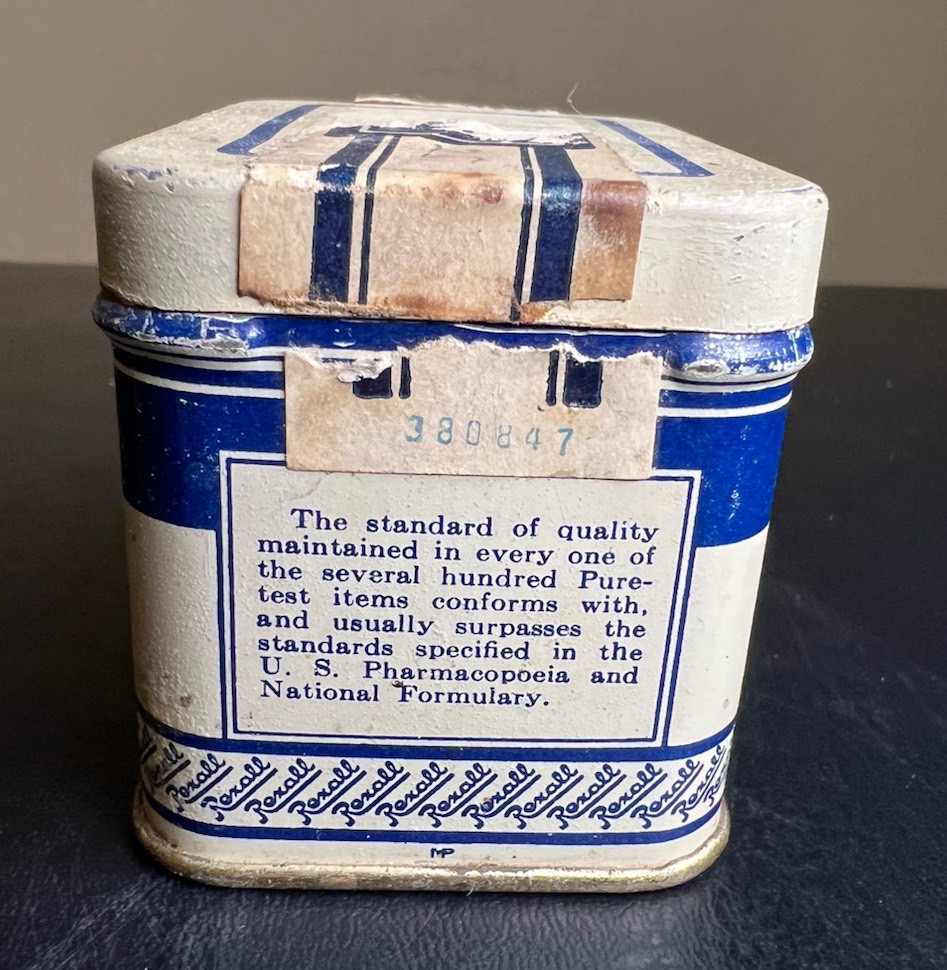 380847
The standard of quality
maintained in every one of
the several hundred Pure-
test items conforms with,
and usually surpasses the
standards specified in the
U. S. Pharmacopoeia and
National Formulary.
Rexall Rexall Rexall Rexall Rexall Rexall Rexall Rexall Rexall Rexall Rexall Rexall Rexall
MP